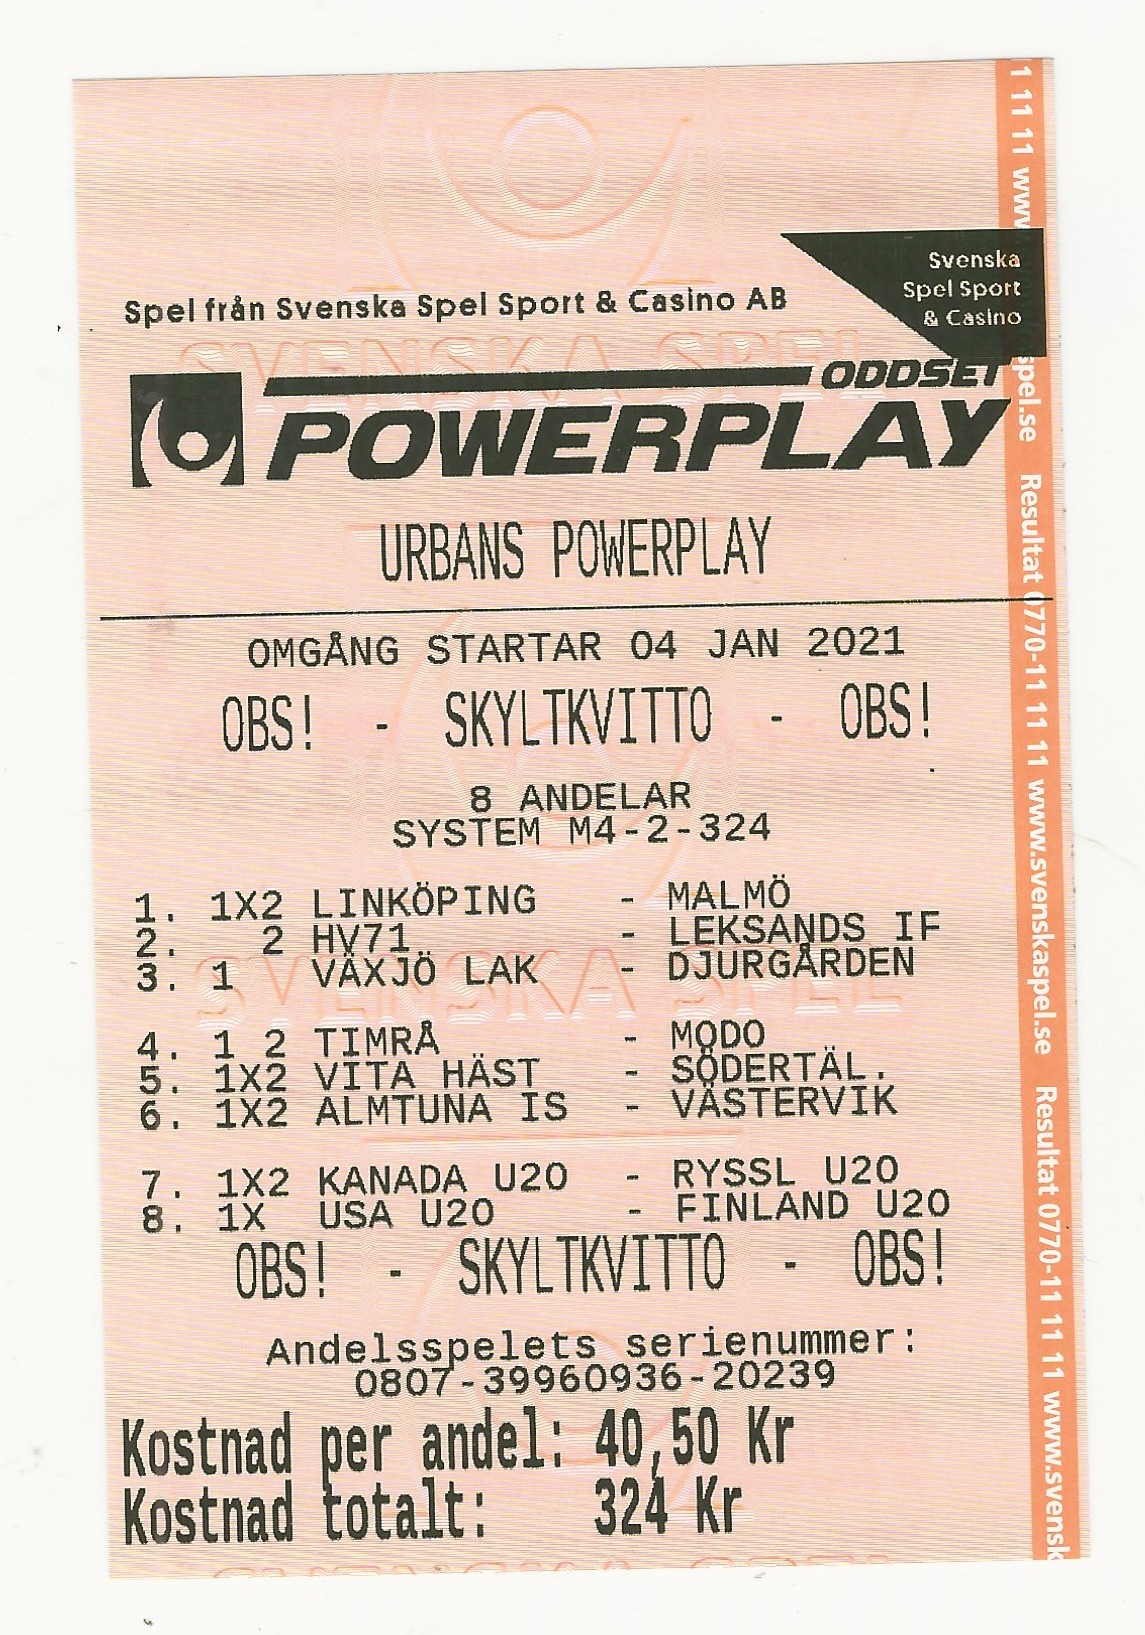 Svenska
Spel Sport
& Casino
Spel från Svenska Spel Sport & Casino AB
ODDSET
POWERPLAY
URBANS POWERPLAY
OMGÅNG STARTAR 04 JAN 2021
OBS! - SKYLTKVITTO - OBS!
8 ANDELAR
SYSTEM M4-2-324
1. 1X2 LINKÖPING - MALMÖ
2. 2 HV71 - LEKSANDS IF
3. 1 VÄXJÖ LAK - DJURGÅRDEN
4. 1 2 TIMRÅ - MODO
5. 1X2 VITA HÄST - SÖDERTÄL.
6. 1X2 ALMTUNA IS - VÄSTERVIK
7. 1X2 KANADA U20 - RYSSL U20
8. 1X USA U20 - FINLAND U20
OBS! - SKYLTKVITTO - OBS!
Andelsspelets serienummer:
0807-39960936-20239
Kostnad per andel: 40,50 Kr
Kostnad totalt: 324 Kr
SVENSKA SPEL
SVENSKA SPEL
1 11 11 www. spel.se Resultat 0770-11 11 11 www.svenskaspel.se Resultat 0770-11 11 11 www.svensk